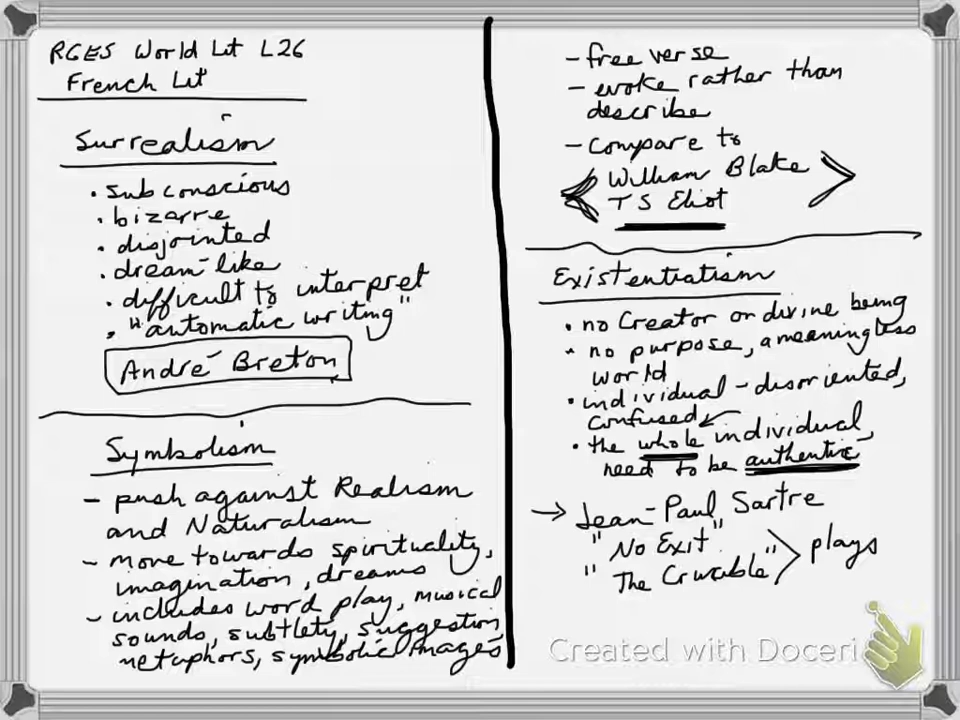 RGES World Lit L26
French Lit
Surrealism
• subconscious
• bizarre
• disjointed
• dream-like
• difficult to interpret
• "automatic writing"
André Breton
Symbolism
- push against Realism
and Naturalism
- move towards spirituality,
imagination, dreams
- includes word play, musical
sounds, subtlety, suggestion
metaphors, symbolic images
- free verse
- evoke rather than
describe
- compare to
William Blake
TS Eliot
Existentialism
• no Creator or divine being
• no purpose, a meaningless
world
• individual - disoriented,
confused
• the whole individual,
need to be authentic
→ Jean-Paul Sartre
"No Exit"
"The Crucible" > plays
Created with Doceri